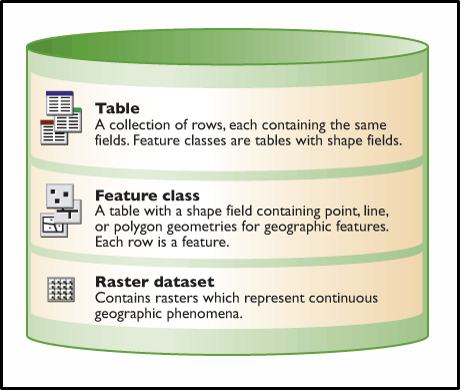 Table
A collection of rows, each containing the same
fields. Feature classes are tables with shape fields.
Feature class
A table with a shape field containing point, line,
or polygon geometries for geographic features.
Each row is a feature.
Raster dataset
Contains rasters which represent continuous
geographic phenomena.